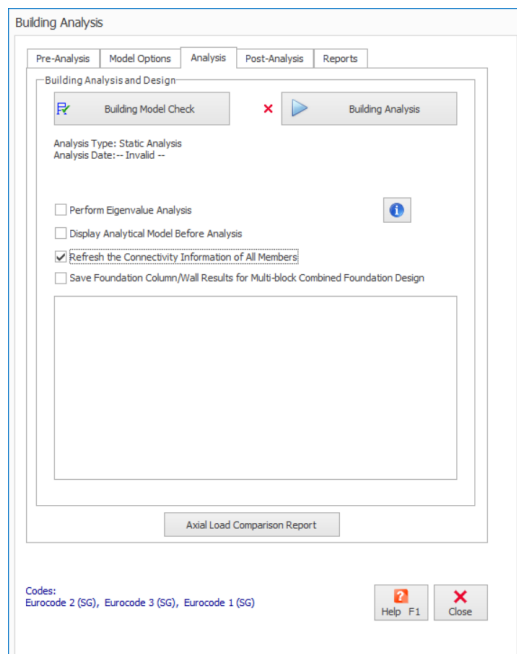 Building Analysis
Pre-Analysis Model Options Analysis Post-Analysis Reports
Building Analysis and Design
Building Model Check Building Analysis
Analysis Type: Static Analysis
Analysis Date:-- Invalid --
Perform Eigenvalue Analysis
Display Analytical Model Before Analysis
Refresh the Connectivity Information of All Members
Save Foundation Column/Wall Results for Multi-block Combined Foundation Design
Axial Load Comparison Report
Codes:
Eurocode 2 (SG), Eurocode 3 (SG), Eurocode 1 (SG)
Help F1 Close